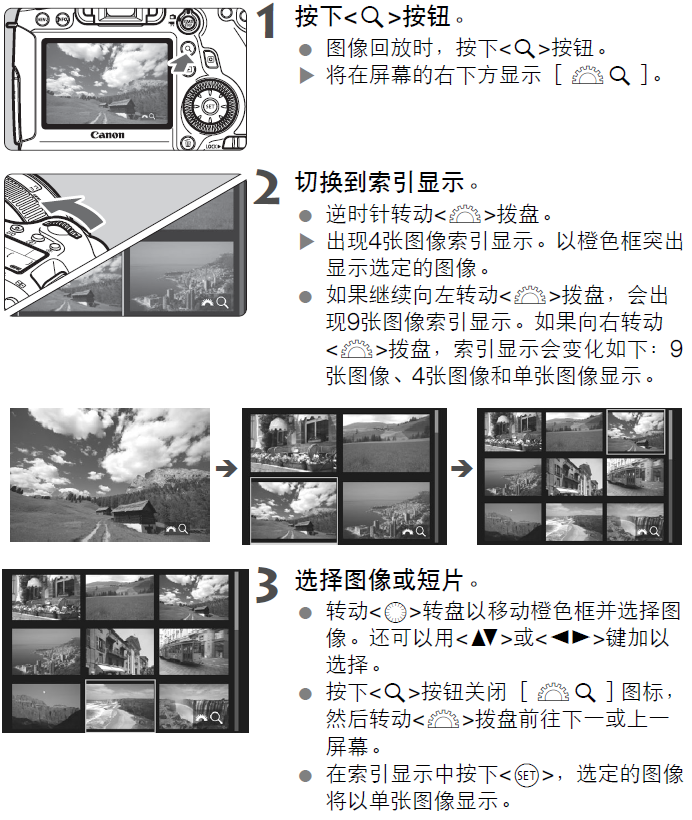 1 按下<🔍>按钮。
● 图像回放时，按下<🔍>按钮。
▶ 将在屏幕的右下方显示［ 🔍 ］。
MENU INFO.
SET
Canon
LOCK▶
2 切换到索引显示。
● 逆时针转动< >拨盘。
▶ 出现4张图像索引显示。以橙色框突出
显示选定的图像。
● 如果继续向左转动< >拨盘，会出
现9张图像索引显示。如果向右转动
< >拨盘，索引显示会变化如下：9
张图像、4张图像和单张图像显示。
3 选择图像或短片。
● 转动< >转盘以移动橙色框并选择图
像。还可以用<▲▼>或<◀▶>键加以
选择。
● 按下<🔍>按钮关闭［ 🔍 ］图标，
然后转动< >拨盘前往下一或上一
屏幕。
● 在索引显示中按下<SET>，选定的图像
将以单张图像显示。